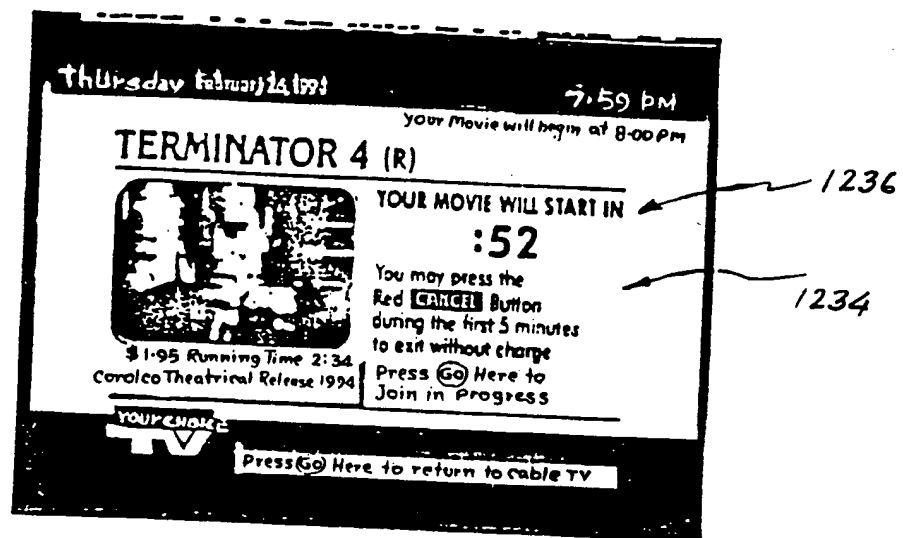 Thursday February 24, 1994
7:59 PM
Your Movie will begin at 8:00 PM
TERMINATOR 4 (R)
YOUR MOVIE WILL START IN
:52
You may press the
Red CANCEL Button
during the first 5 minutes
to exit without charge
Press GO Here to
Join in Progress
$1.95 Running Time 2:34
Corolco Theatrical Release 1994
YOUR CHOICE
TV
Press GO Here to return to cable TV
1236
1234